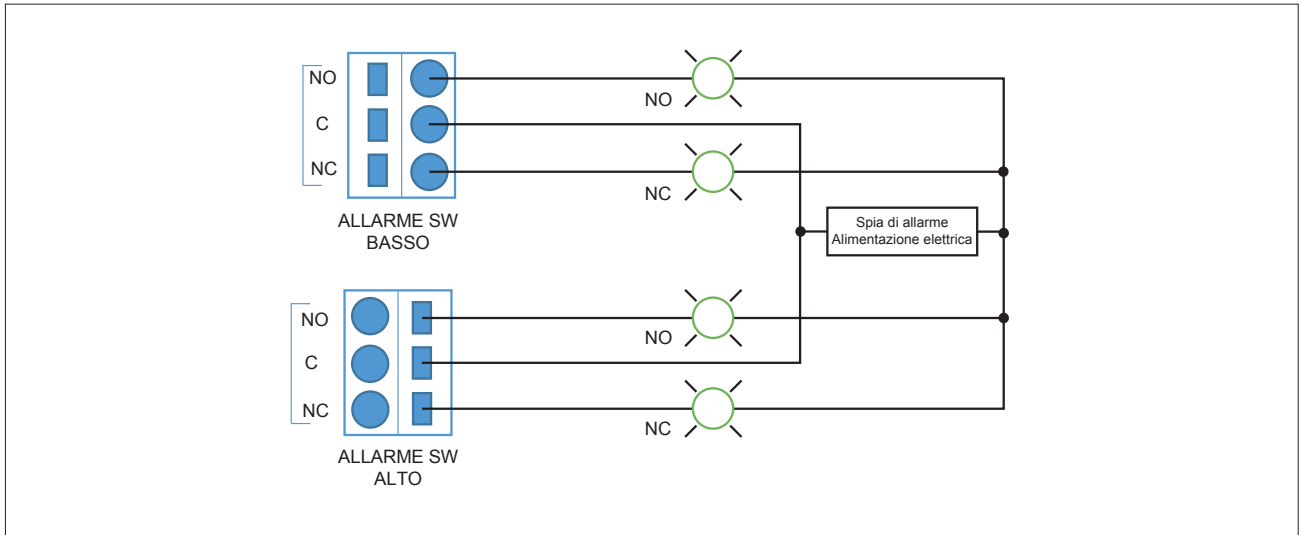 NO
NO
C
NC
NC
ALLARME SW
BASSO
Spia di allarme
Alimentazione elettrica
NO
NO
C
NC
NC
ALLARME SW
ALTO